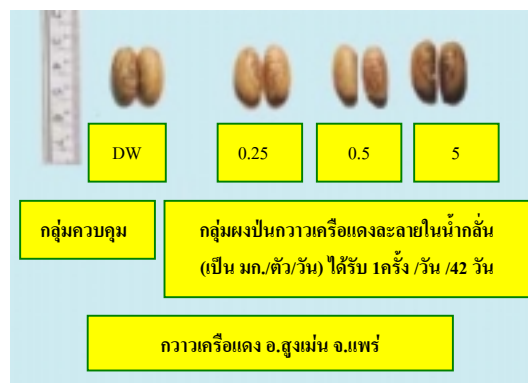 DW
0.25
0.5
5
กลุ่มควบคุม
กลุ่มผงป่นกวาวเครือแดงละลายในน้ำกลั่น
(เป็น มก./ตัว/วัน) ได้รับ 1ครั้ง /วัน /42 วัน
กวาวเครือแดง อ.สูงเม่น จ.แพร่